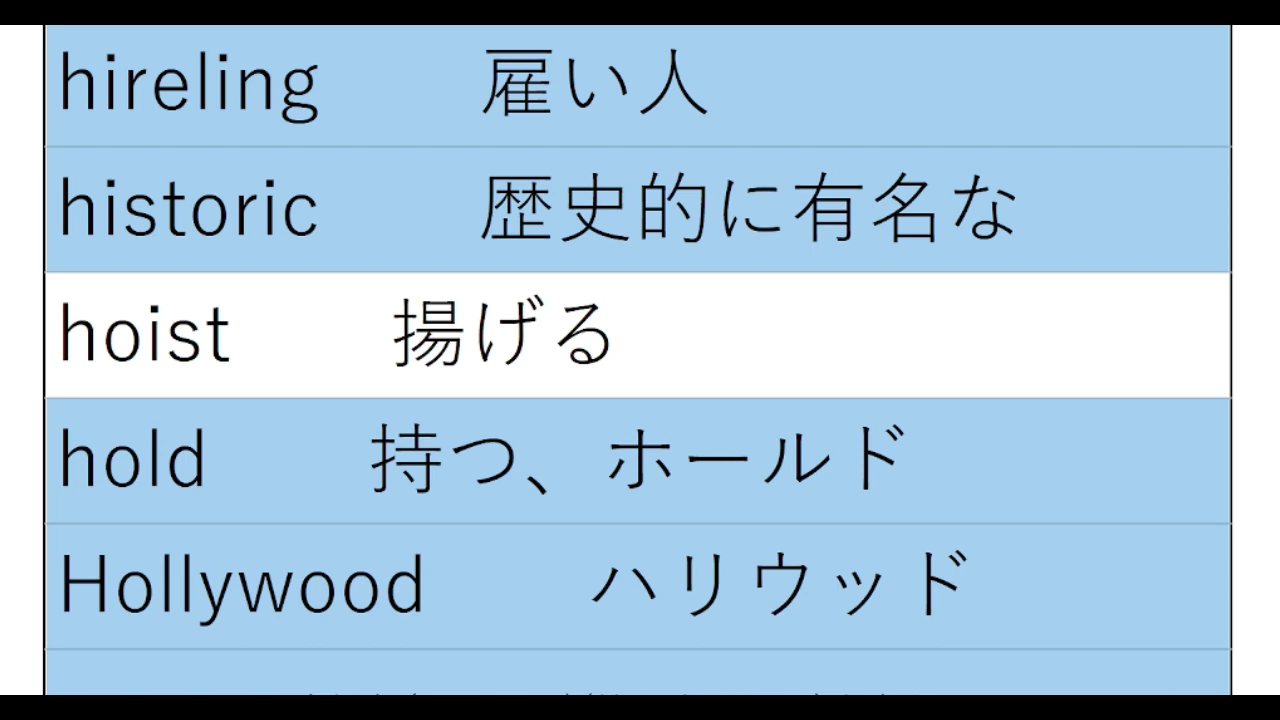 hireling 雇い人
historic 歴史的に有名な
hoist 揚げる
hold 持つ、ホールド
Hollywood ハリウッド